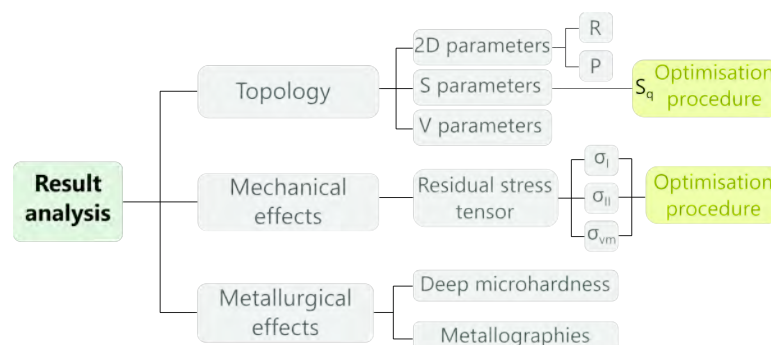 Result
analysis
Topology
2D parameters
R
P
S parameters
Sq
Optimisation
procedure
V parameters
Mechanical
effects
Residual stress
tensor
σI
σII
σvm
Optimisation
procedure
Metallurgical
effects
Deep microhardness
Metallographies